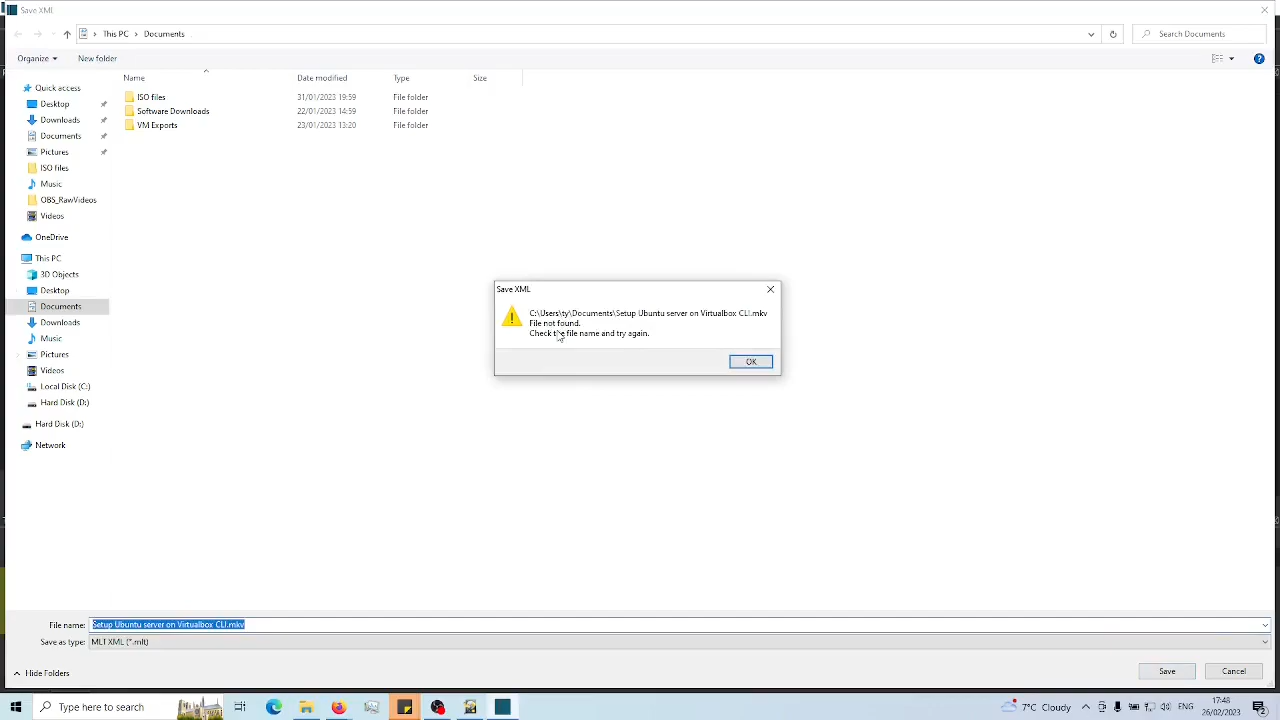 Save XML
This PC
Documents
Search Documents
Organize
New folder
Name
Date modified
Type
Size
Quick access
Desktop
Downloads
Documents
Pictures
ISO files
Music
OBS_RawVideos
Videos
OneDrive
This PC
3D Objects
Desktop
Documents
Downloads
Music
Pictures
Videos
Local Disk (C:)
Hard Disk (D:)
Hard Disk (D:)
Network
ISO files 31/01/2023 19:59 File folder
Software Downloads 22/01/2023 14:59 File folder
VM Exports 23/01/2023 13:20 File folder
Save XML
C:\Users\ty\Documents\Setup Ubuntu server on Virtualbox CLI.mkv
File not found.
Check the file name and try again.
OK
File name: Setup Ubuntu server on Virtualbox CLI.mkv
Save as type: MLT XML (*.mlt)
Hide Folders
Save
Cancel
Type here to search
7°C Cloudy
ENG
17:48
26/02/2023
2